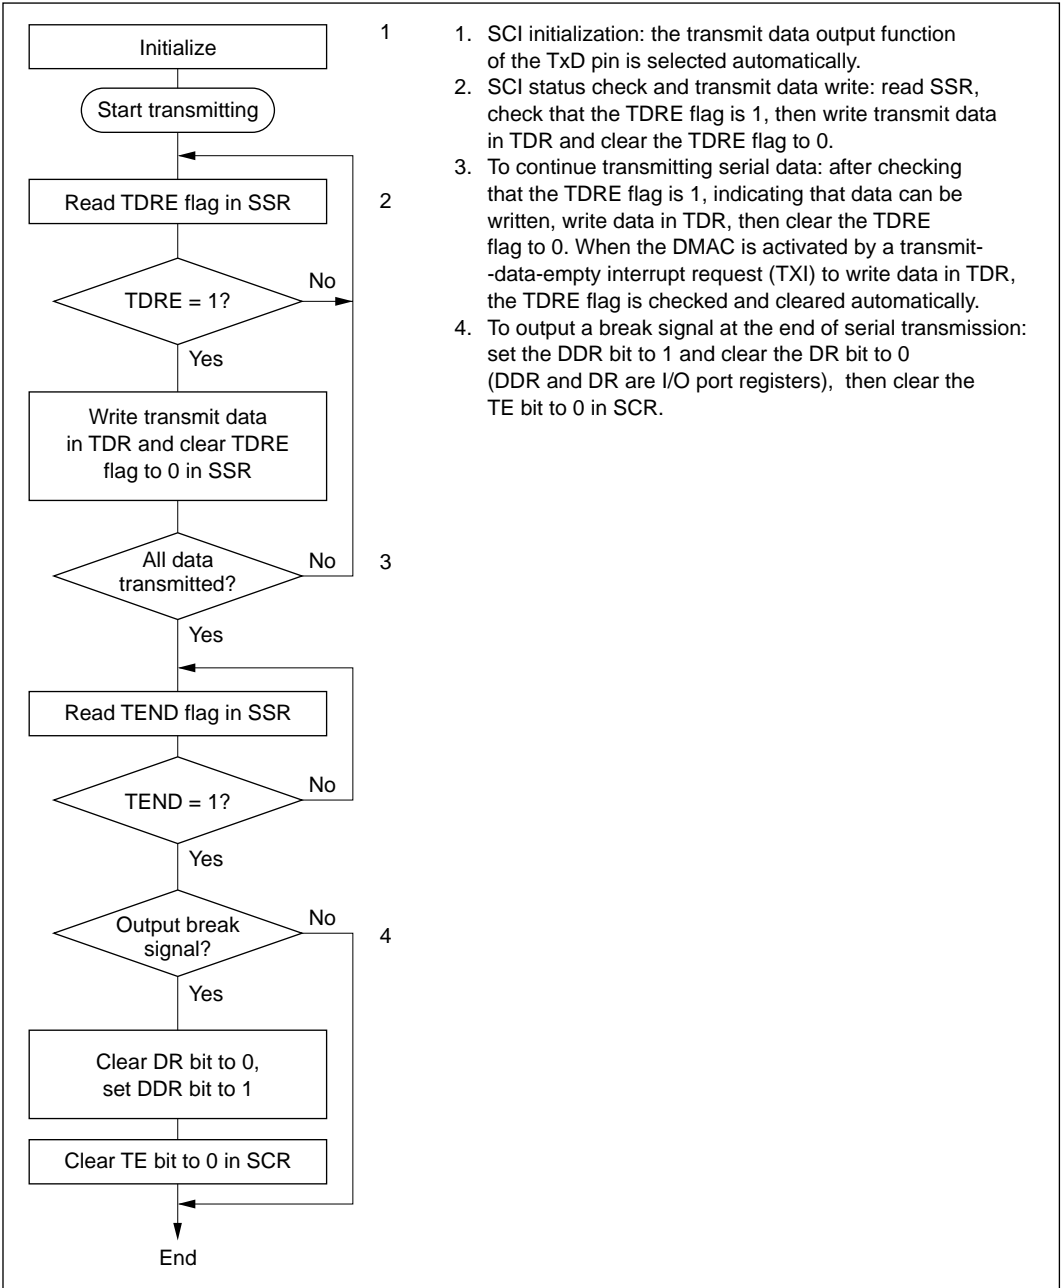 Initialize
1
Start transmitting
Read TDRE flag in SSR
2
TDRE = 1?
No
Yes
Write transmit data
in TDR and clear TDRE
flag to 0 in SSR
All data
transmitted?
No
3
Yes
Read TEND flag in SSR
TEND = 1?
No
Yes
Output break
signal?
No
4
Yes
Clear DR bit to 0,
set DDR bit to 1
Clear TE bit to 0 in SCR
End
1. SCI initialization: the transmit data output function
of the TxD pin is selected automatically.
2. SCI status check and transmit data write: read SSR,
check that the TDRE flag is 1, then write transmit data
in TDR and clear the TDRE flag to 0.
3. To continue transmitting serial data: after checking
that the TDRE flag is 1, indicating that data can be
written, write data in TDR, then clear the TDRE
flag to 0. When the DMAC is activated by a transmit-
-data-empty interrupt request (TXI) to write data in TDR,
the TDRE flag is checked and cleared automatically.
4. To output a break signal at the end of serial transmission:
set the DDR bit to 1 and clear the DR bit to 0
(DDR and DR are I/O port registers),  then clear the
TE bit to 0 in SCR.